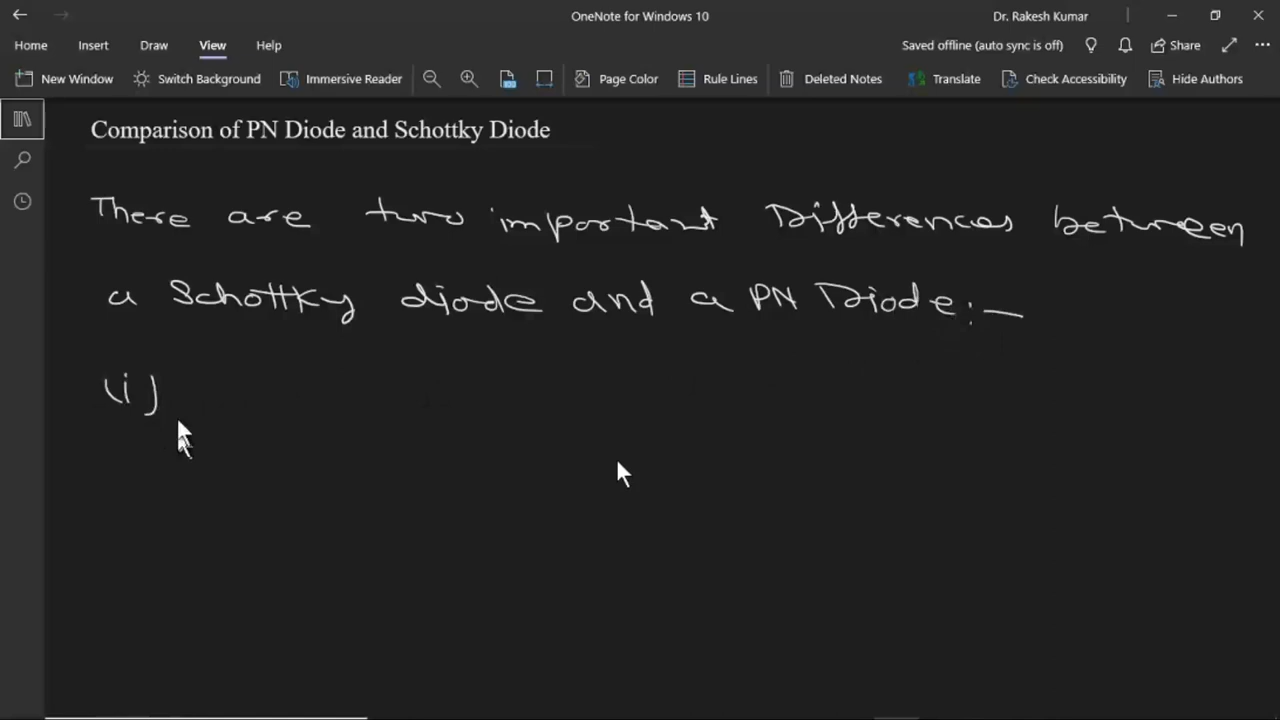 OneNote for Windows 10
Dr. Rakesh Kumar
Home Insert Draw View Help
Saved offline (auto sync is off) Share
New Window Switch Background Immersive Reader Page Color Rule Lines Deleted Notes Translate Check Accessibility Hide Authors
Comparison of PN Diode and Schottky Diode
There are two important Differences between
a Schottky diode and a PN Diode:—
(i)